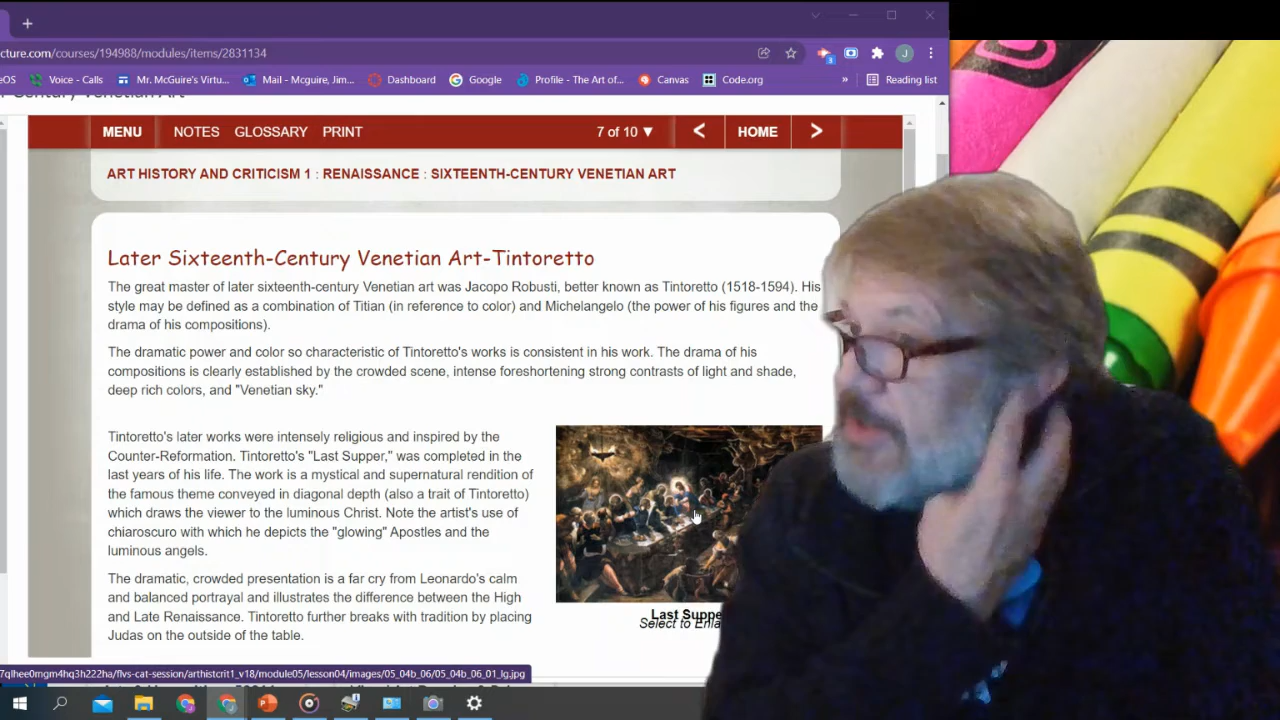 cture.com/courses/194988/modules/items/2831134
3
J
eOS
Voice - Calls
Mr. McGuire's Virtu...
Mail - Mcguire, Jim...
Dashboard
Google
Profile - The Art of...
Canvas
Code.org
»
Reading list
r Century Venetian Art
MENU
NOTES
GLOSSARY
PRINT
7 of 10 ▼
<
HOME
>
ART HISTORY AND CRITICISM 1 : RENAISSANCE : SIXTEENTH-CENTURY VENETIAN ART
Later Sixteenth-Century Venetian Art-Tintoretto
The great master of later sixteenth-century Venetian art was Jacopo Robusti, better known as Tintoretto (1518-1594). His
style may be defined as a combination of Titian (in reference to color) and Michelangelo (the power of his figures and the
drama of his compositions).
The dramatic power and color so characteristic of Tintoretto's works is consistent in his work. The drama of his
compositions is clearly established by the crowded scene, intense foreshortening strong contrasts of light and shade,
deep rich colors, and "Venetian sky."
Tintoretto's later works were intensely religious and inspired by the
Counter-Reformation. Tintoretto's "Last Supper," was completed in the
last years of his life. The work is a mystical and supernatural rendition of
the famous theme conveyed in diagonal depth (also a trait of Tintoretto)
which draws the viewer to the luminous Christ. Note the artist's use of
chiaroscuro with which he depicts the "glowing" Apostles and the
luminous angels.
The dramatic, crowded presentation is a far cry from Leonardo's calm
and balanced portrayal and illustrates the difference between the High
and Late Renaissance. Tintoretto further breaks with tradition by placing
Judas on the outside of the table.
Last Suppe
Select to Enla
7qlhee0mgm4hq3h222ha/flvs-cat-session/arthistcrit1_v18/module05/lesson04/images/05_04b_06/05_04b_06_01_lg.jpg